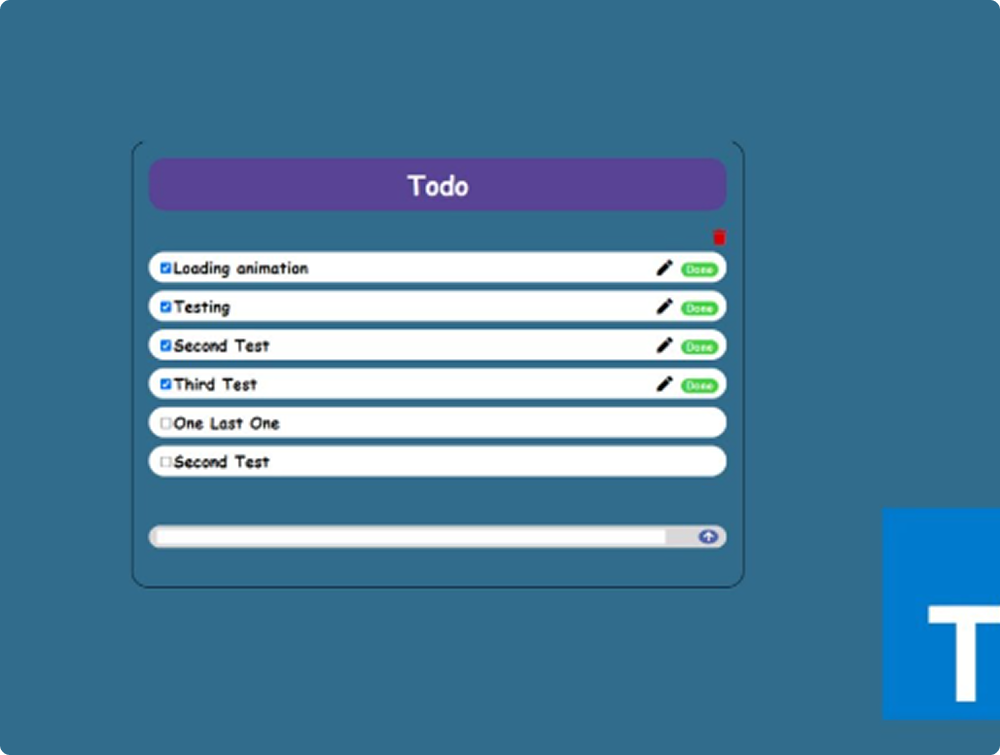 Todo
Loading animation Done
Testing Done
Second Test Done
Third Test Done
One Last One
Second Test
T